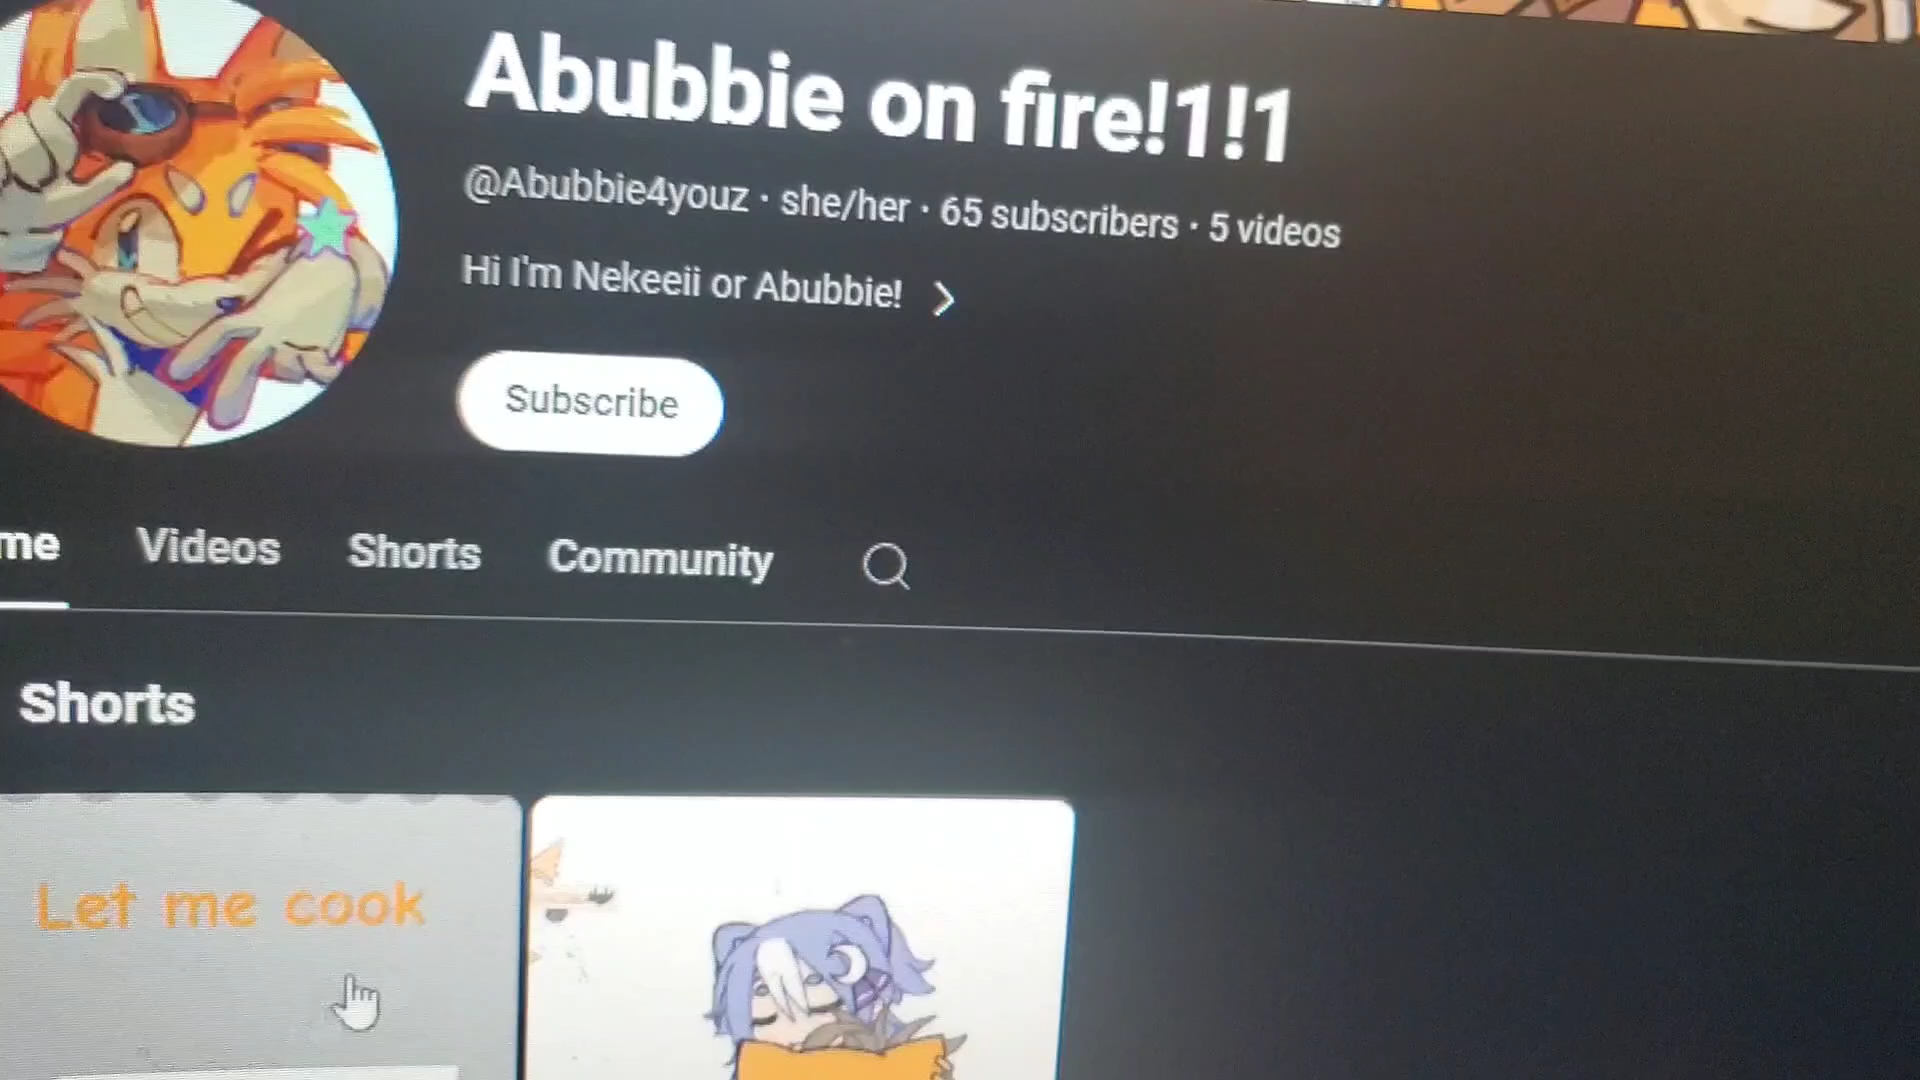 Abubbie on fire!1!1
@Abubbie4youz · she/her · 65 subscribers · 5 videos
Hi I'm Nekeeii or Abubbie!
Subscribe
me Videos Shorts Community
Shorts
Let me cook